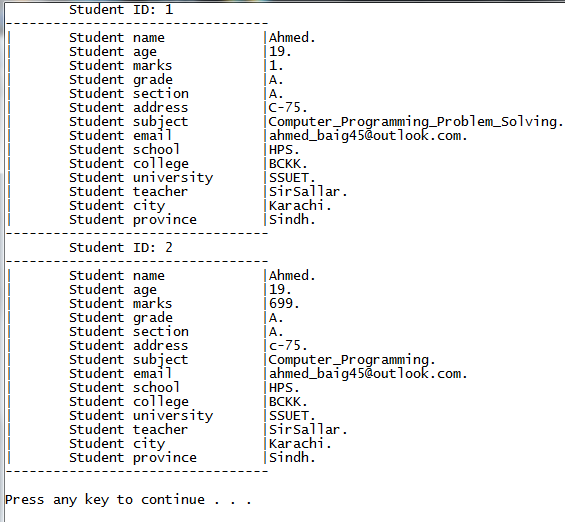 Student ID: 1
---------------------------------
| Student name |Ahmed.
| Student age |19.
| Student marks |1.
| Student grade |A.
| Student section |A.
| Student address |C-75.
| Student subject |Computer_Programming_Problem_Solving.
| Student email |ahmed_baig45@outlook.com.
| Student school |HPS.
| Student college |BCKK.
| Student university |SSUET.
| Student teacher |SirSallar.
| Student city |Karachi.
| Student province |Sindh.
---------------------------------
Student ID: 2
---------------------------------
| Student name |Ahmed.
| Student age |19.
| Student marks |699.
| Student grade |A.
| Student section |A.
| Student address |c-75.
| Student subject |Computer_Programming.
| Student email |ahmed_baig45@outlook.com.
| Student school |HPS.
| Student college |BCKK.
| Student university |SSUET.
| Student teacher |SirSallar.
| Student city |Karachi.
| Student province |Sindh.
---------------------------------
Press any key to continue . . .